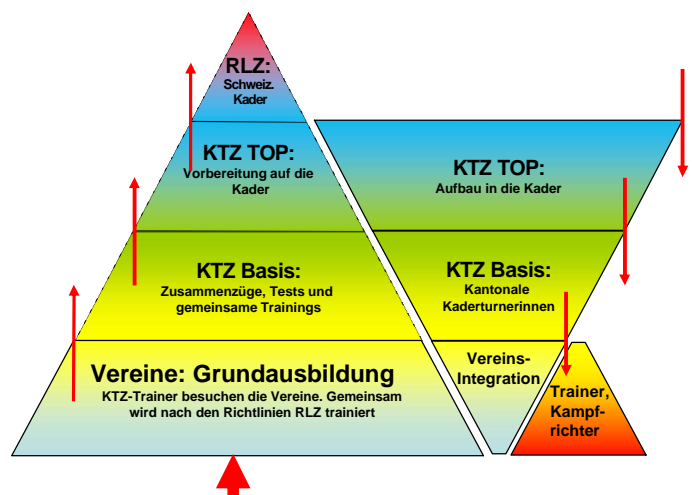 RLZ:
Schweiz.
Kader
KTZ TOP:
Vorbereitung auf die
Kader
KTZ Basis:
Zusammenzüge, Tests und
gemeinsame Trainings
Vereine: Grundausbildung
KTZ-Trainer besuchen die Vereine. Gemeinsam
wird nach den Richtlinien RLZ trainiert
KTZ TOP:
Aufbau in die Kader
KTZ Basis:
Kantonale
Kaderturnerinnen
Vereins-
Integration
Trainer,
Kampf-
richter